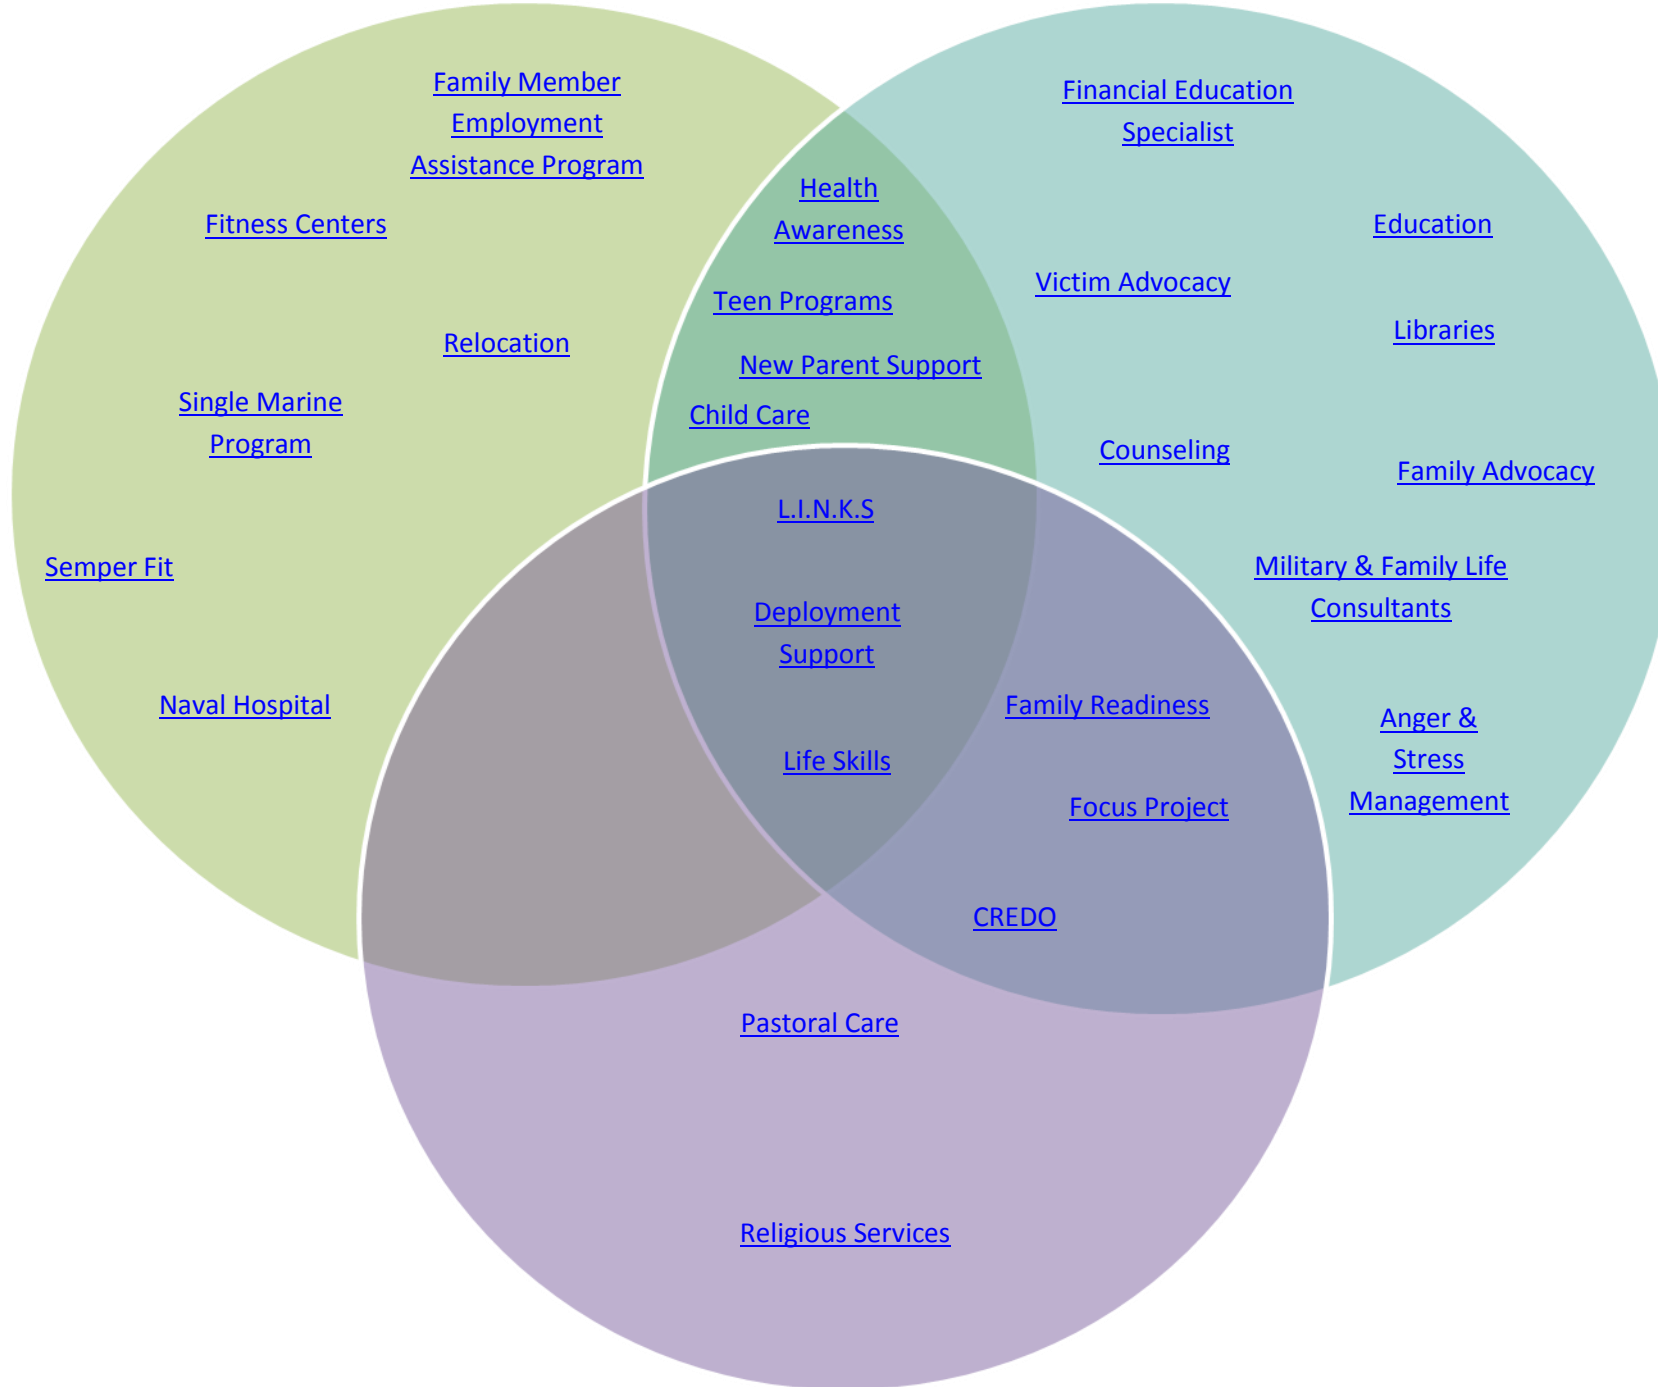 Family Member
Employment
Assistance Program
Fitness Centers
Relocation
Single Marine
Program
Semper Fit
Naval Hospital
Health
Awareness
Teen Programs
New Parent Support
Child Care
Financial Education
Specialist
Education
Victim Advocacy
Libraries
Counseling
Family Advocacy
Military & Family Life
Consultants
Anger &
Stress
Management
L.I.N.K.S
Deployment
Support
Life Skills
Family Readiness
Focus Project
CREDO
Pastoral Care
Religious Services